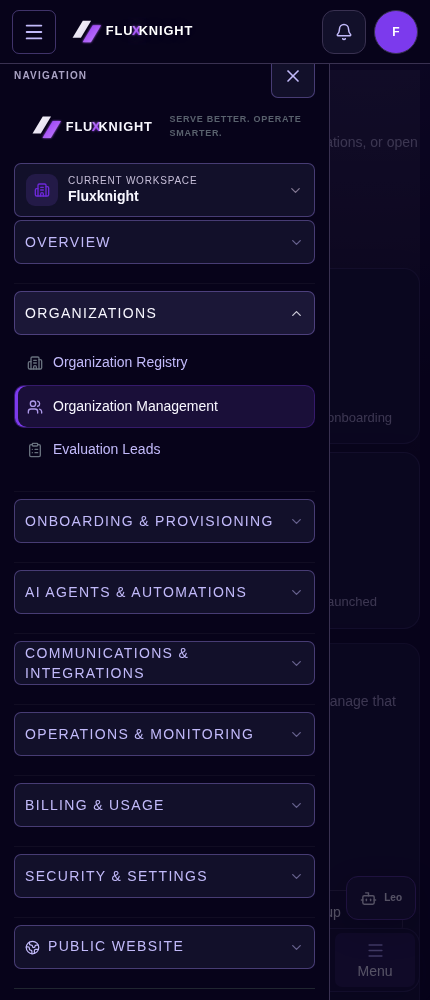 FLUXKNIGHT
F
NAVIGATION
FLUXKNIGHT
SERVE BETTER. OPERATE
SMARTER.
CURRENT WORKSPACE
Fluxknight
OVERVIEW
ORGANIZATIONS
Organization Registry
Organization Management
Evaluation Leads
ONBOARDING & PROVISIONING
AI AGENTS & AUTOMATIONS
COMMUNICATIONS &
INTEGRATIONS
OPERATIONS & MONITORING
BILLING & USAGE
SECURITY & SETTINGS
PUBLIC WEBSITE
ations, or open
onboarding
aunched
anage that
Leo
up
Menu